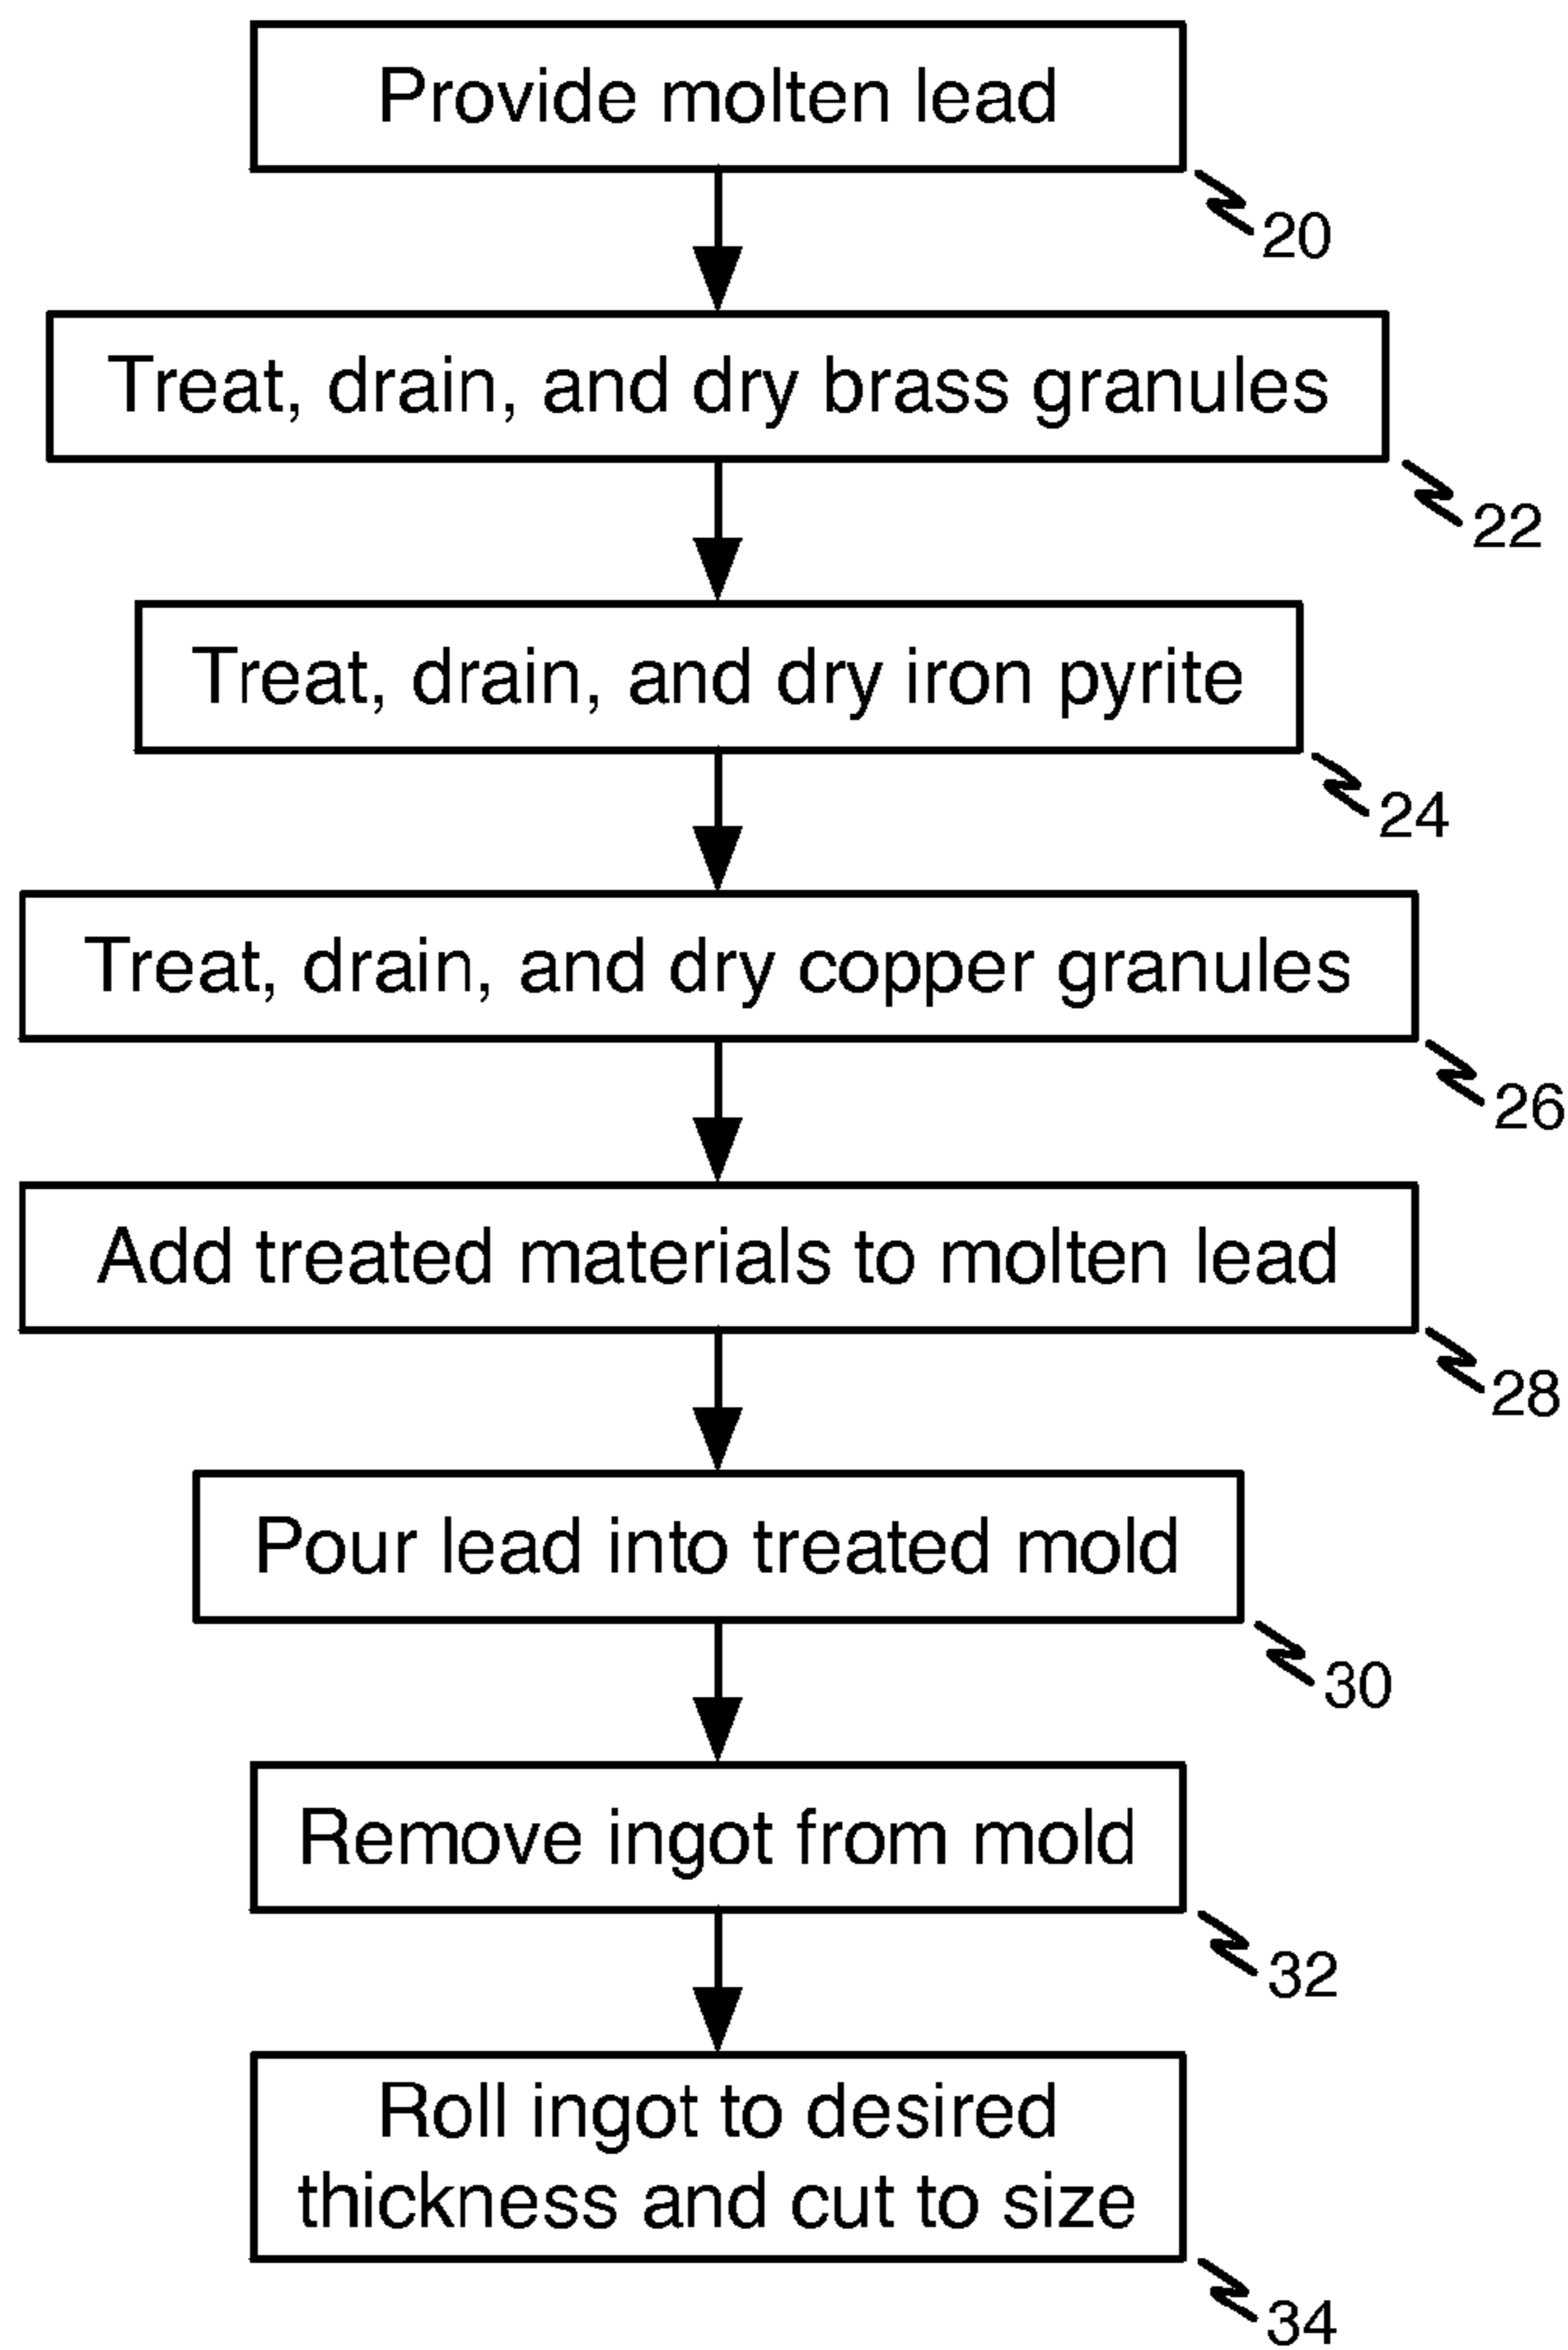 Provide molten lead
20
Treat, drain, and dry brass granules
22
Treat, drain, and dry iron pyrite
24
Treat, drain, and dry copper granules
26
Add treated materials to molten lead
28
Pour lead into treated mold
30
Remove ingot from mold
32
Roll ingot to desired
thickness and cut to size
34